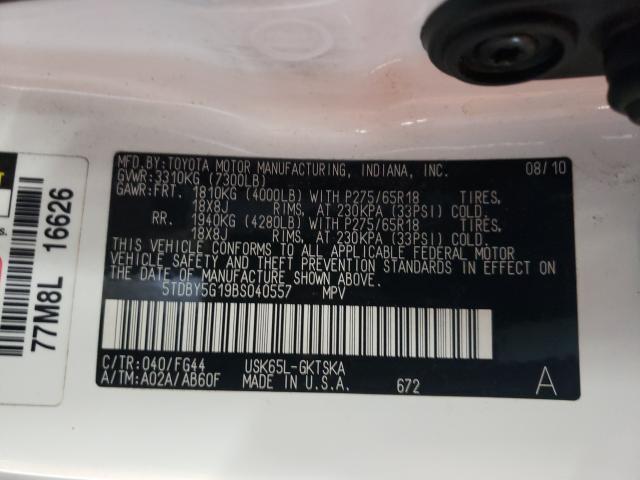 MFD. BY: TOYOTA MOTOR MANUFACTURING, INDIANA, INC. 08/10
GVWR: 3310KG (7300LB)
GAWR: FRT. 1810KG (4000LB) WITH P275/65R18 TIRES,
18X8J RIMS, AT 230KPA (33PSI) COLD.
RR. 1940KG (4280LB) WITH P275/65R18 TIRES,
18X8J RIMS, AT 230KPA (33PSI) COLD.
THIS VEHICLE CONFORMS TO ALL APPLICABLE FEDERAL MOTOR
VEHICLE SAFETY AND THEFT PREVENTION STANDARDS IN EFFECT ON
THE DATE OF MANUFACTURE SHOWN ABOVE.
5TDBY5G19BS040557 MPV
C/TR: 040/FG44 USK65L-GKTSKA
A/TM: A02A/AB60F MADE IN U.S.A. 672 A
77M8L 16626
s.